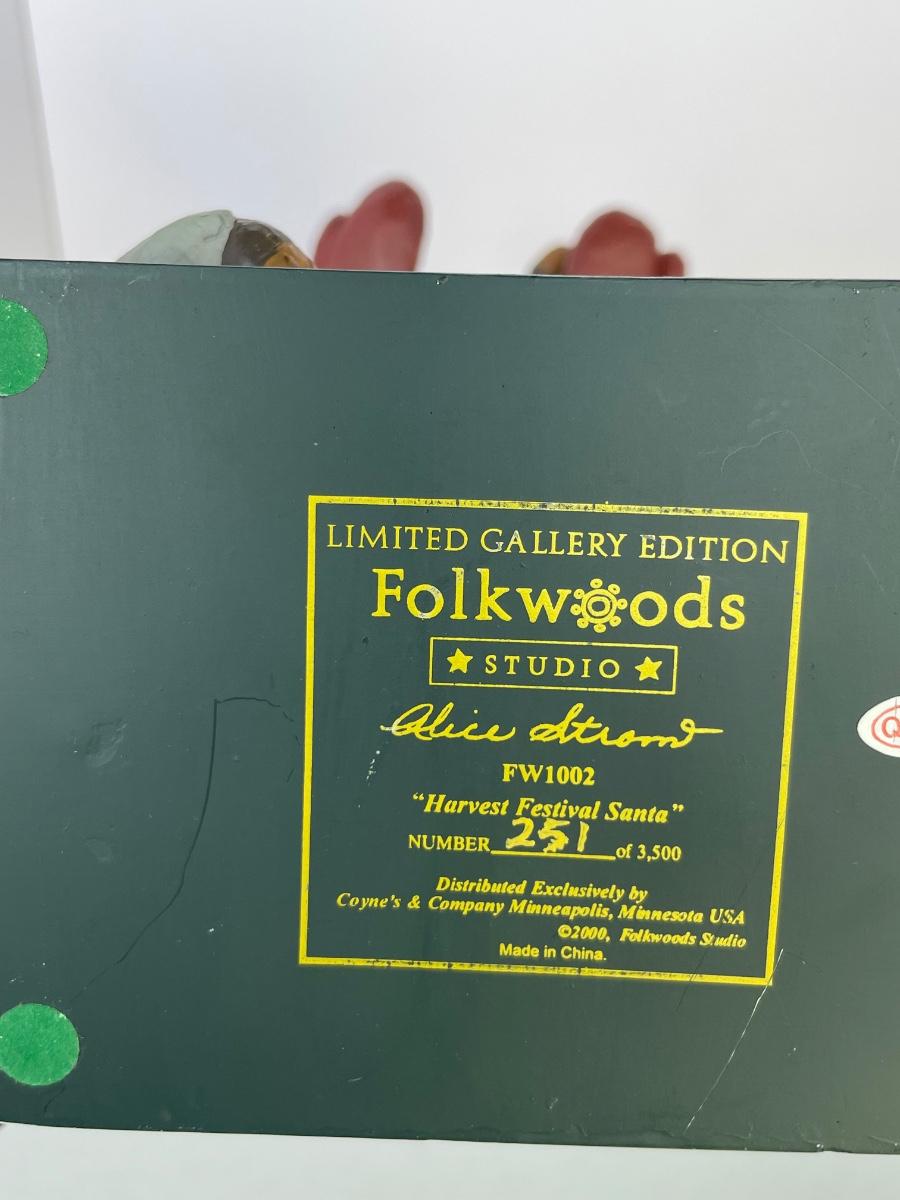 LIMITED GALLERY EDITION
Folkwoods
★ STUDIO ★
Alice Strom
FW1002
“Harvest Festival Santa”
NUMBER 251 of 3,500
Distributed Exclusively by
Coyne's & Company Minneapolis, Minnesota USA
©2000, Folkwoods Studio
Made in China.
Q